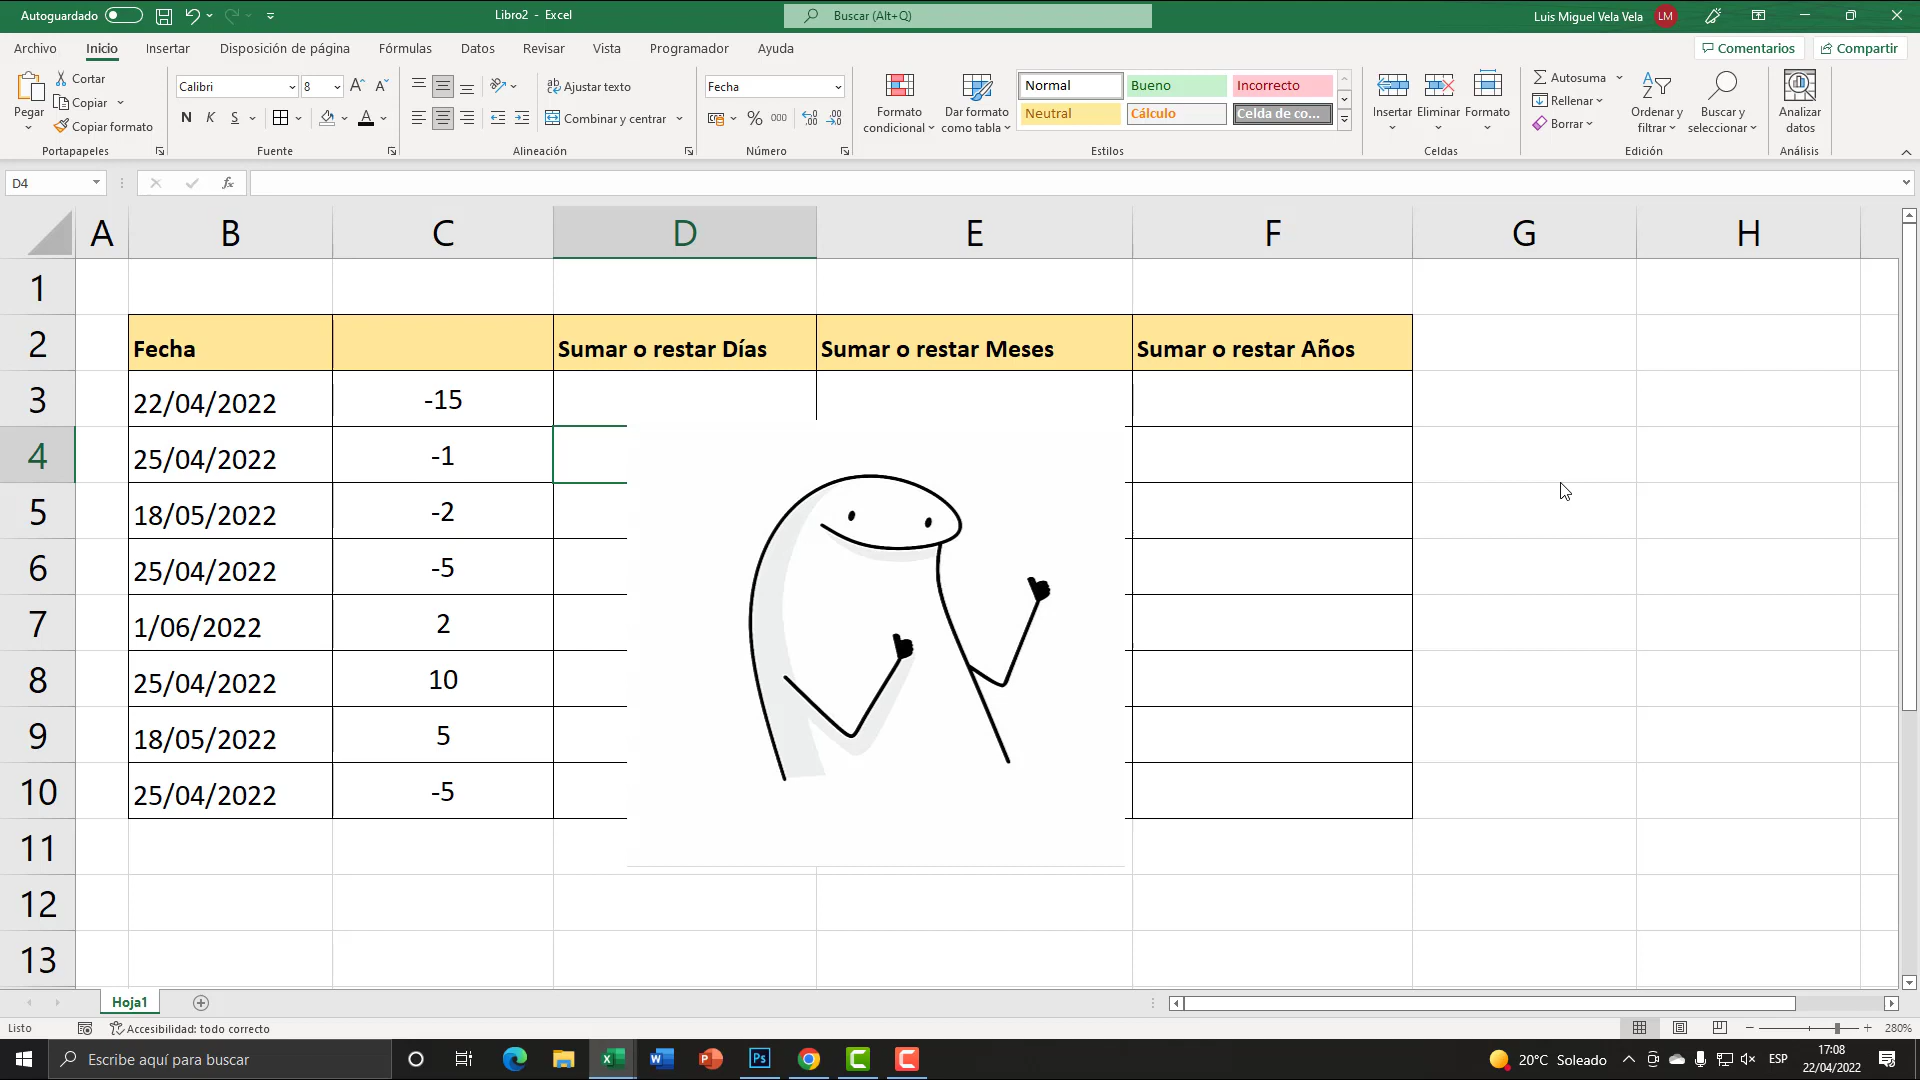 Autoguardado
Libro2 - Excel
Buscar (Alt+Q)
Luis Miguel Vela Vela
LM
Archivo Inicio Insertar Disposición de página Fórmulas Datos Revisar Vista Programador Ayuda
Comentarios
Compartir
Pegar
Cortar
Copiar
Copiar formato
Portapapeles
Calibri
8
N K S
Fuente
Ajustar texto
Combinar y centrar
Alineación
Fecha
% 000
Número
Formato condicional
Dar formato como tabla
Normal Bueno Incorrecto
Neutral Cálculo Celda de co...
Estilos
Insertar Eliminar Formato
Celdas
Autosuma
Rellenar
Borrar
Ordenar y filtrar
Buscar y seleccionar
Edición
Analizar datos
Análisis
D4
fx
A B C D E F G H
1
2 Fecha Sumar o restar Días Sumar o restar Meses Sumar o restar Años
3 22/04/2022 -15
4 25/04/2022 -1
5 18/05/2022 -2
6 25/04/2022 -5
7 1/06/2022 2
8 25/04/2022 10
9 18/05/2022 5
10 25/04/2022 -5
11
12
13
Hoja1
Listo
Accesibilidad: todo correcto
280%
Escribe aquí para buscar
20°C Soleado
ESP
17:08
22/04/2022